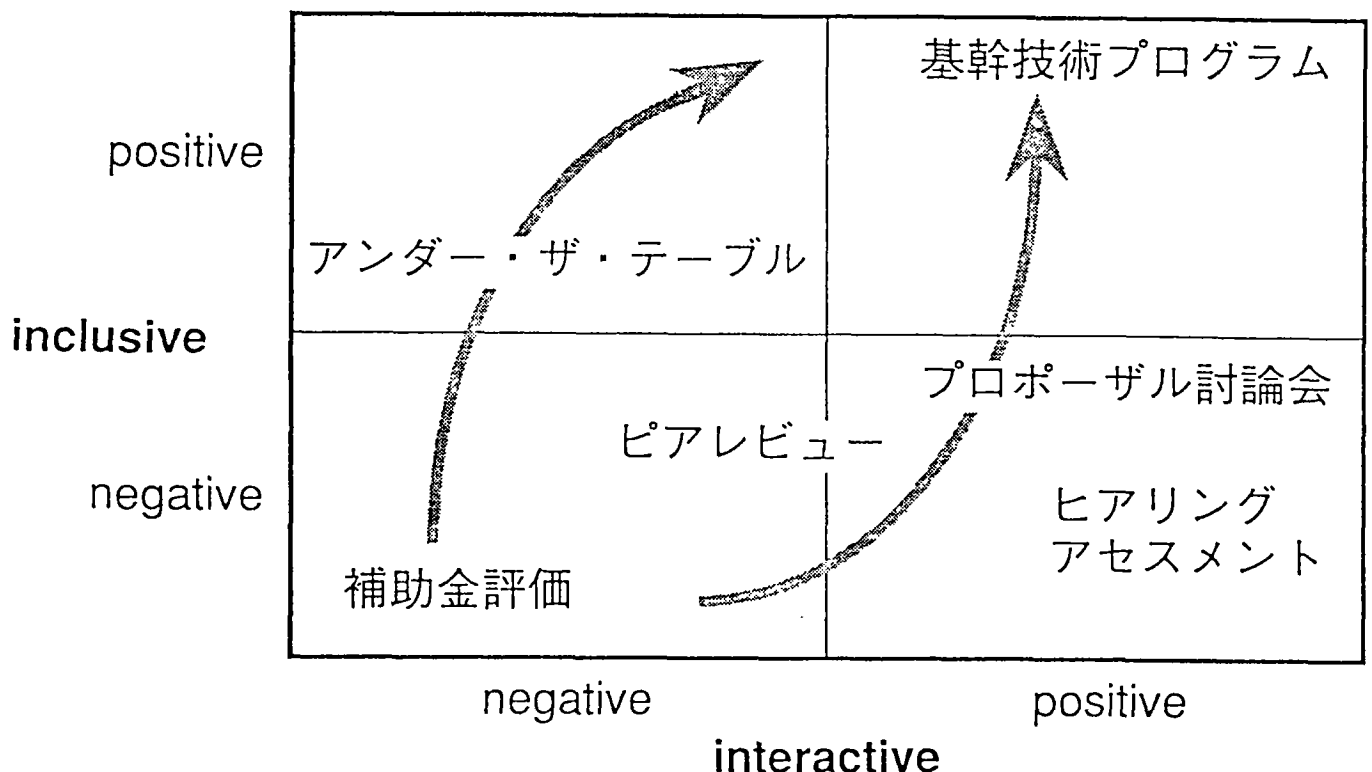 基幹技術プログラム
positive
アンダー・ザ・テーブル
inclusive
プロポーザル討論会
ピアレビュー
negative
ヒアリング
アセスメント
補助金評価
negative
positive
interactive